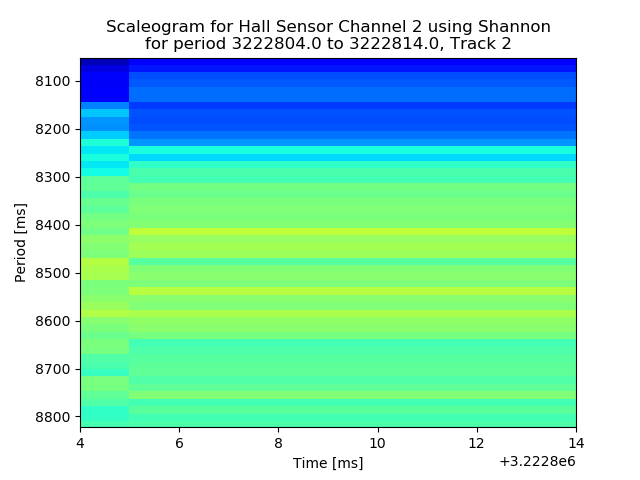 Scaleogram for Hall Sensor Channel 2 using Shannon
for period 3222804.0 to 3222814.0, Track 2
8100
8200
8300
8400
8500
8600
8700
8800
Period [ms]
4 6 8 10 12 14
Time [ms]
+3.2228e6